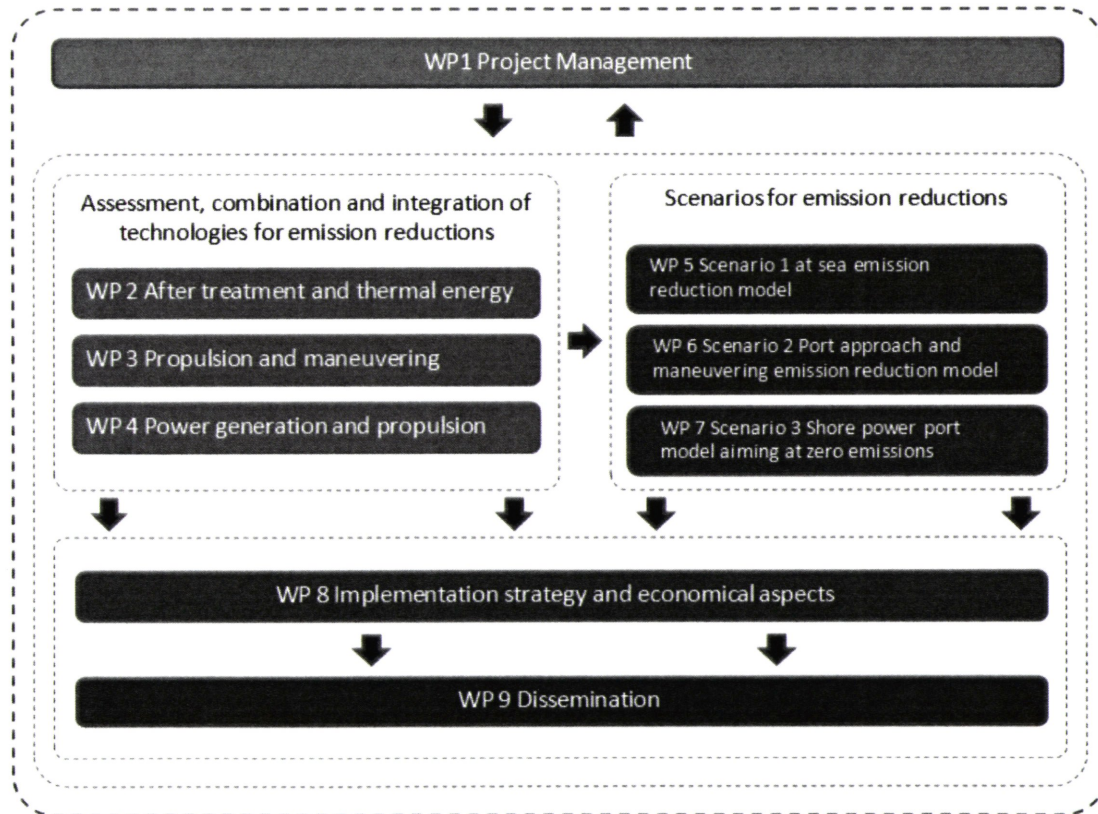 WP1 Project Management
Assessment, combination and integration of
technologies for emission reductions
WP 2 After treatment and thermal energy
WP 3 Propulsion and maneuvering
WP 4 Power generation and propulsion
Scenarios for emission reductions
WP 5 Scenario 1 at sea emission
reduction model
WP 6 Scenario 2 Port approach and
maneuvering emission reduction model
WP 7 Scenario 3 Shore power port
model aiming at zero emissions
WP 8 Implementation strategy and economical aspects
WP 9 Dissemination